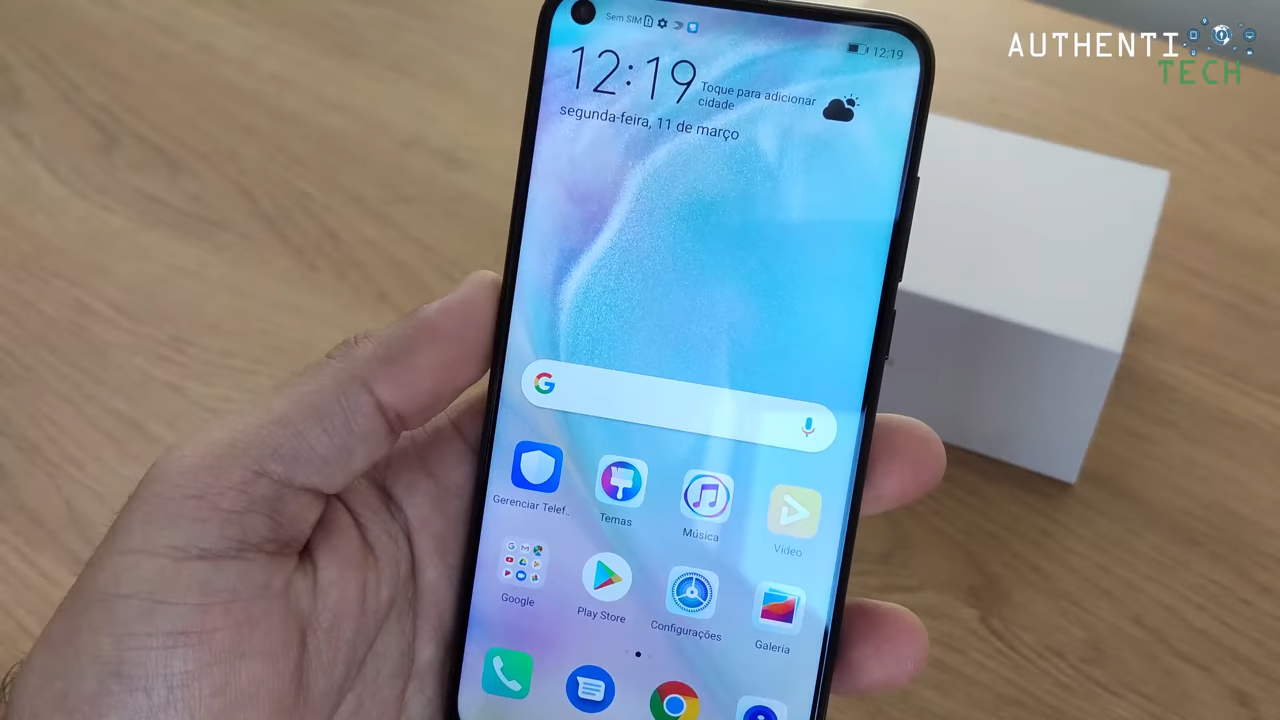 AUTHENTI
TECH
Sem SIM
12:19
12:19
Toque para adicionar
cidade
segunda-feira, 11 de março
Gerenciar Telef..
Temas
Música
Vídeo
Google
Play Store
Configurações
Galeria